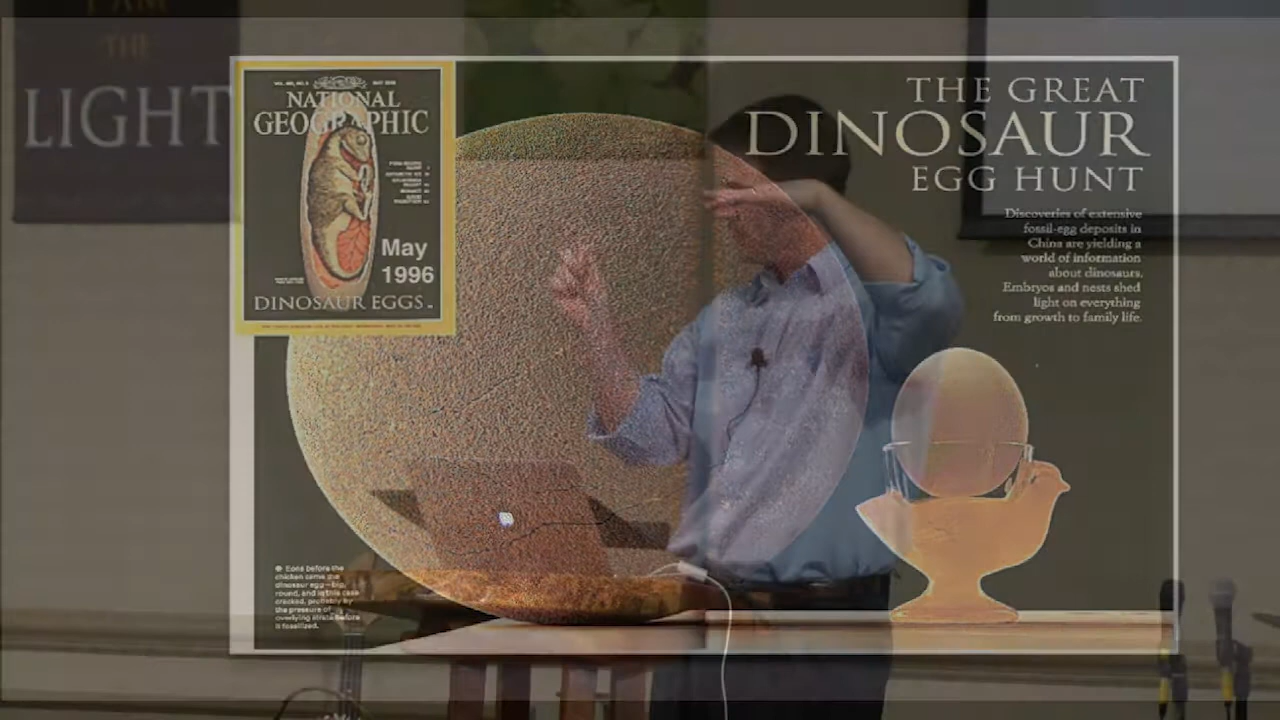 I AM
THE
LIGHT
NATIONAL
GEOGRAPHIC
May
1996
DINOSAUR EGGS
THE GREAT
DINOSAUR
EGG HUNT
Discoveries of extensive
fossil-egg deposits in
China are yielding a
world of information
about dinosaurs.
Embryos and nests shed
light on everything
from growth to family life.
Eons before the
chicken came the
dinosaur egg—big,
round, and in this case
cracked, probably by
the pressure of
overlying strata before
it fossilized.